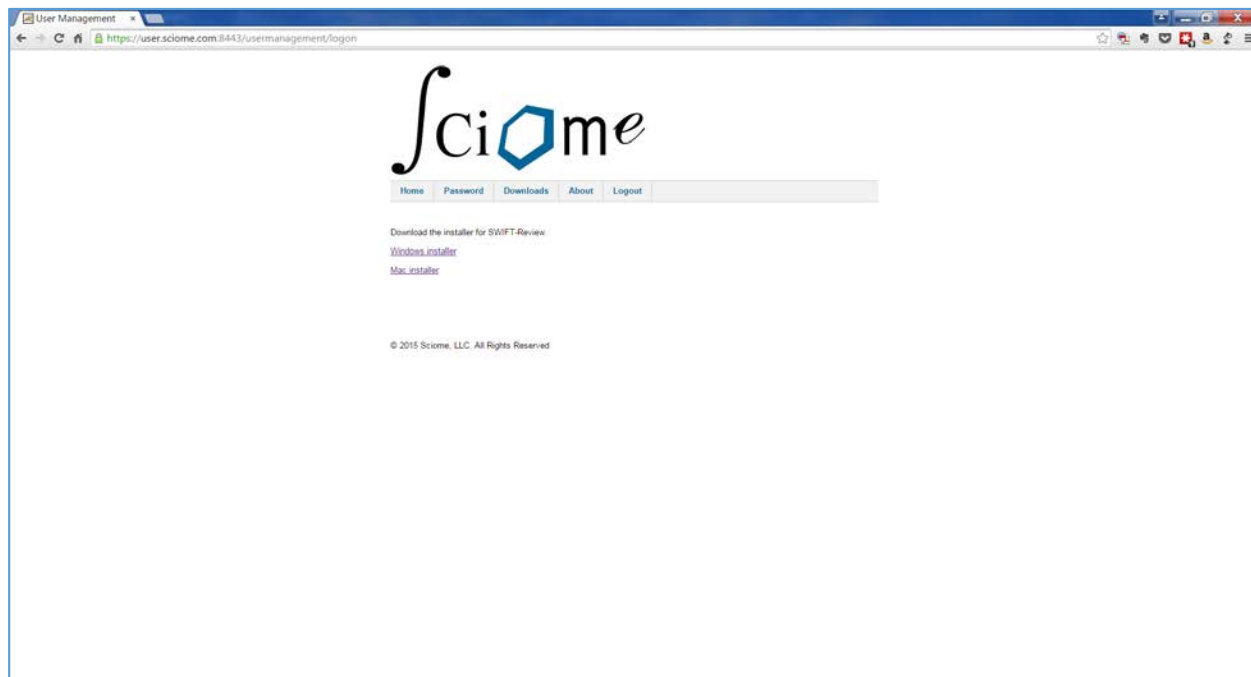 User Management
https://user.sciome.com:8443/usermanagement/logon
Sciome
Home Password Downloads About Logout
Download the installer for SWIFT-Review.
Windows installer
Mac installer
© 2015 Sciome, LLC. All Rights Reserved